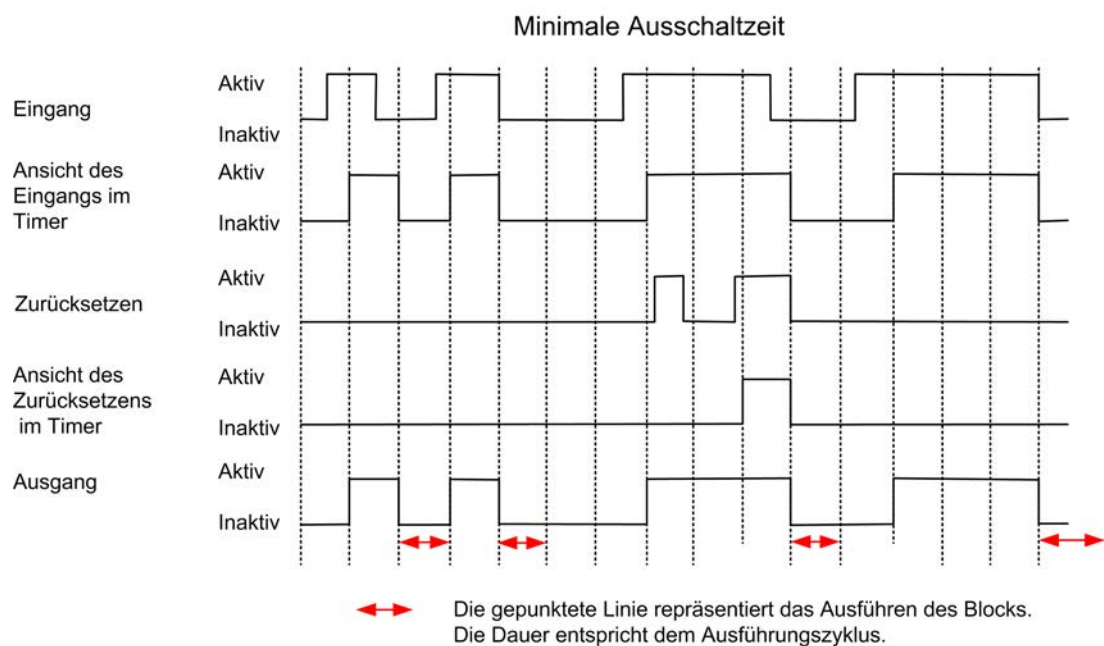 Minimale Ausschaltzeit
Eingang
Aktiv
Inaktiv
Ansicht des
Eingangs im
Timer
Aktiv
Inaktiv
Zurücksetzen
Aktiv
Inaktiv
Ansicht des
Zurücksetzens
im Timer
Aktiv
Inaktiv
Ausgang
Aktiv
Inaktiv
Die gepunktete Linie repräsentiert das Ausführen des Blocks.
Die Dauer entspricht dem Ausführungszyklus.